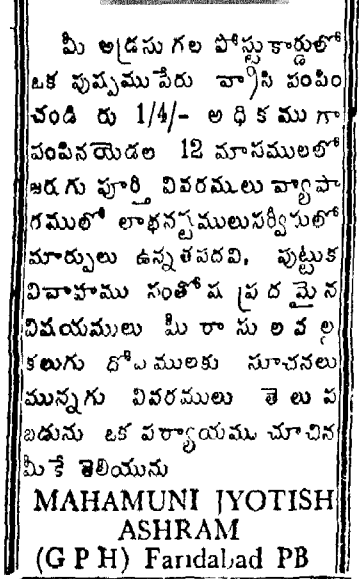 మీ అడ్రసు గల పోస్టుకార్డులో
ఒక పుష్పము పేరు వ్రాసి పంపిం
చండి రు 1/4/- అధికముగా
పంపినయెడల 12 మాసములలో
జరుగు పూర్తి వివరములు వ్యాపా
రములో లాభనష్టములుసర్వీసులో
మార్పులు ఉన్నతపదవి, పుట్టుక
వివాహము సంతోష ప్రదమైన
విషయములు మీ రాసులవల్ల
కలుగు దోషములకు సూచనలు
మున్నగు వివరములు తెలుప
బడును ఒక పర్యాయము చూచిన
మీకే తెలియును
MAHAMUNI JYOTISH
ASHRAM
(G P H) Faridabad PB